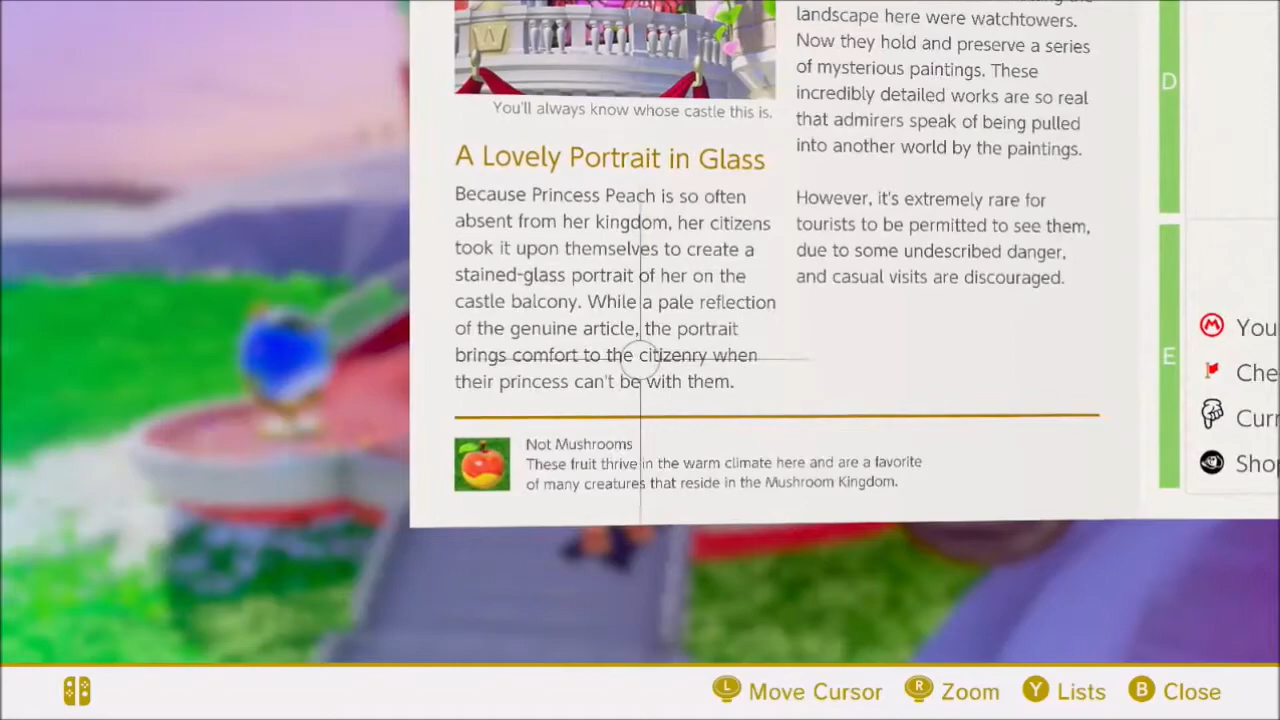 You'll always know whose castle this is.
A Lovely Portrait in Glass
Because Princess Peach is so often
absent from her kingdom, her citizens
took it upon themselves to create a
stained-glass portrait of her on the
castle balcony. While a pale reflection
of the genuine article, the portrait
brings comfort to the citizenry when
their princess can't be with them.
landscape here were watchtowers.
Now they hold and preserve a series
of mysterious paintings. These
incredibly detailed works are so real
that admirers speak of being pulled
into another world by the paintings.
However, it's extremely rare for
tourists to be permitted to see them,
due to some undescribed danger,
and casual visits are discouraged.
Not Mushrooms
These fruit thrive in the warm climate here and are a favorite
of many creatures that reside in the Mushroom Kingdom.
D
E
You
Che
Curr
Sho
L Move Cursor R Zoom Y Lists B Close